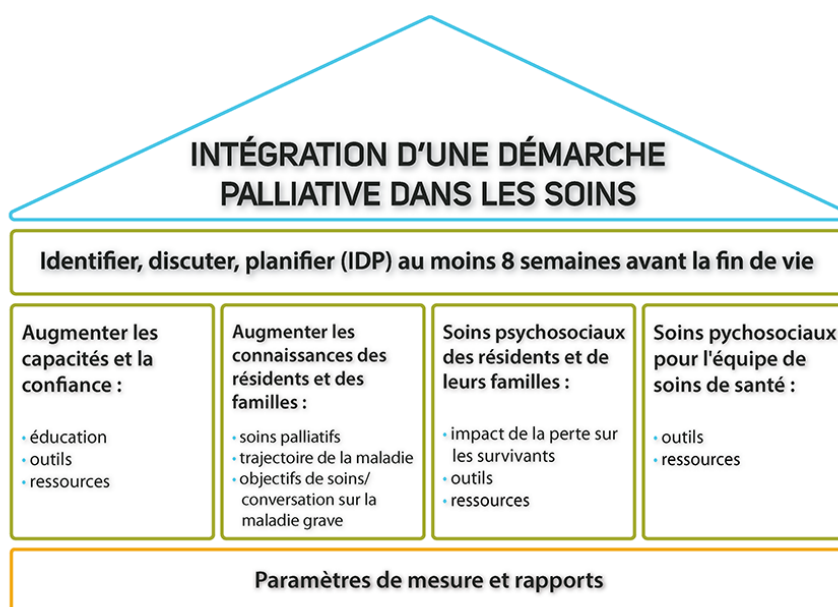 INTÉGRATION D'UNE DÉMARCHE
PALLIATIVE DANS LES SOINS
Identifier, discuter, planifier (IDP) au moins 8 semaines avant la fin de vie
Augmenter les
capacités et la
confiance :
• éducation
• outils
• ressources
Augmenter les
connaissances des
résidents et des
familles :
• soins palliatifs
• trajectoire de la maladie
• objectifs de soins/
conversation sur la
maladie grave
Soins psychosociaux
des résidents et de
leurs familles :
• impact de la perte sur
les survivants
• outils
• ressources
Soins pychosociaux
pour l'équipe de
soins de santé :
• outils
• ressources
Paramètres de mesure et rapports